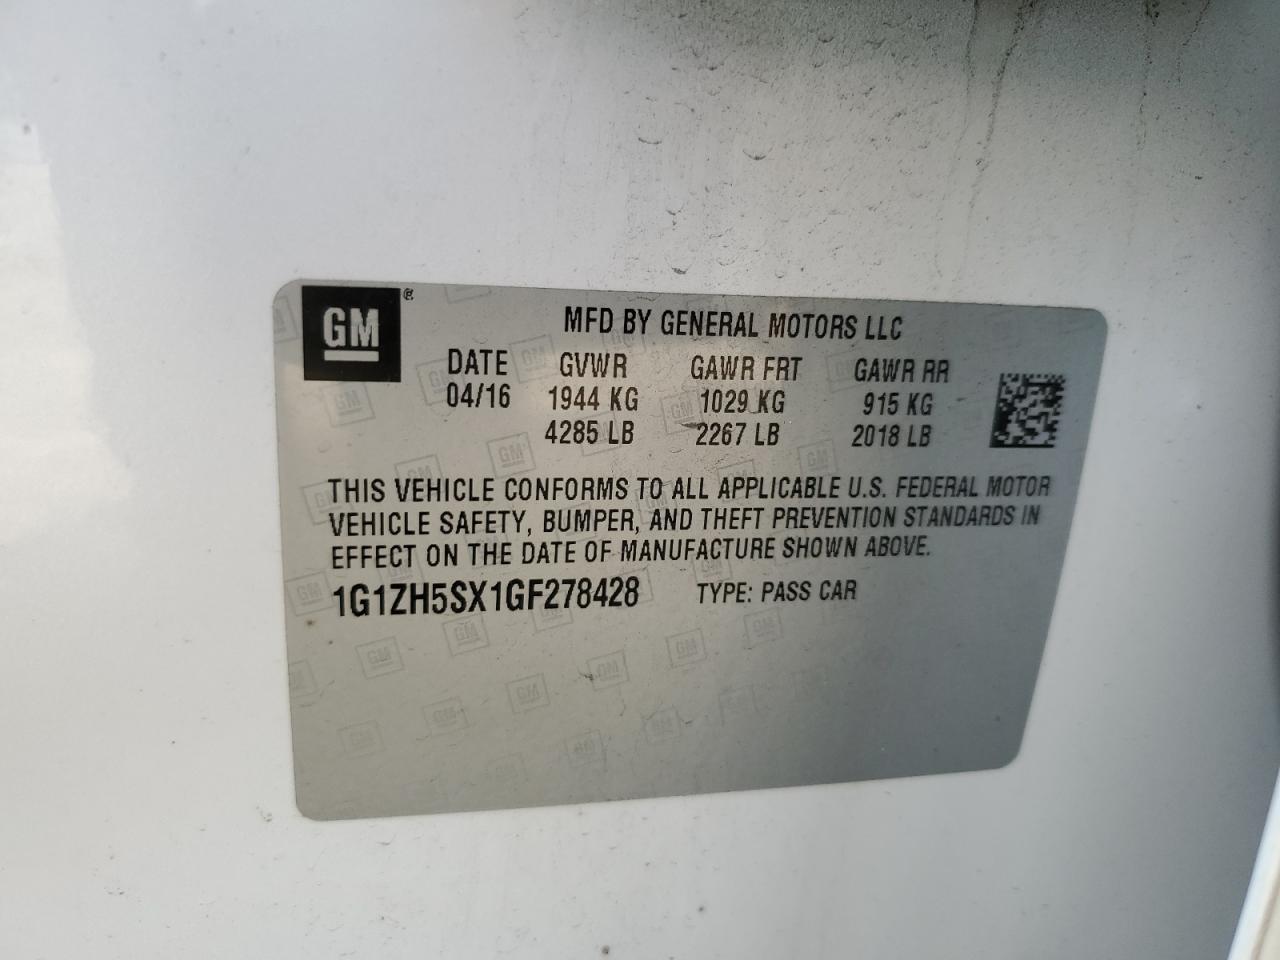 GM ®
MFD BY GENERAL MOTORS LLC
DATE GVWR GAWR FRT GAWR RR
04/16 1944 KG 1029 KG 915 KG
4285 LB 2267 LB 2018 LB
THIS VEHICLE CONFORMS TO ALL APPLICABLE U.S. FEDERAL MOTOR
VEHICLE SAFETY, BUMPER, AND THEFT PREVENTION STANDARDS IN
EFFECT ON THE DATE OF MANUFACTURE SHOWN ABOVE.
1G1ZH5SX1GF278428 TYPE: PASS CAR